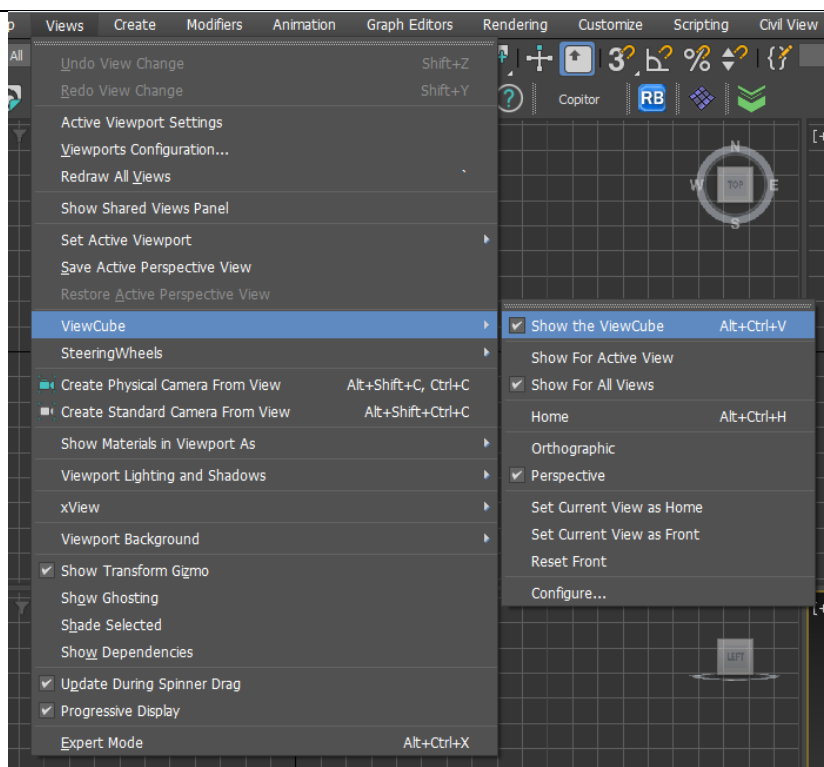 Views Create Modifiers Animation Graph Editors Rendering Customize Scripting Civil View
All
3
Copitor RB
Undo View Change Shift+Z
Redo View Change Shift+Y
Active Viewport Settings
Viewports Configuration...
Redraw All Views `
Show Shared Views Panel
Set Active Viewport
Save Active Perspective View
Restore Active Perspective View
ViewCube
SteeringWheels
Create Physical Camera From View Alt+Shift+C, Ctrl+C
Create Standard Camera From View Alt+Shift+Ctrl+C
Show Materials in Viewport As
Viewport Lighting and Shadows
xView
Viewport Background
Show Transform Gizmo
Show Ghosting
Shade Selected
Show Dependencies
Update During Spinner Drag
Progressive Display
Expert Mode Alt+Ctrl+X
Show the ViewCube Alt+Ctrl+V
Show For Active View
Show For All Views
Home Alt+Ctrl+H
Orthographic
Perspective
Set Current View as Home
Set Current View as Front
Reset Front
Configure...
N
W TOP E
S
[+
[+
LEFT